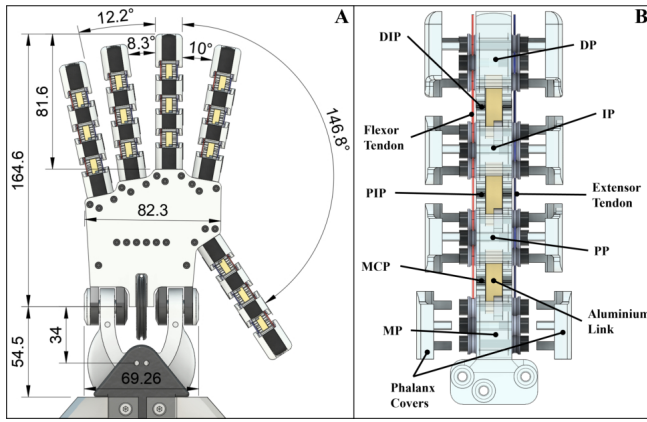 A
12.2°
8.3°
10°
81.6
164.6
146.8°
82.3
54.5
34
69.26
B
DIP
DP
Flexor
Tendon
IP
PIP
Extensor
Tendon
PP
MCP
MP
Aluminium
Link
Phalanx
Covers